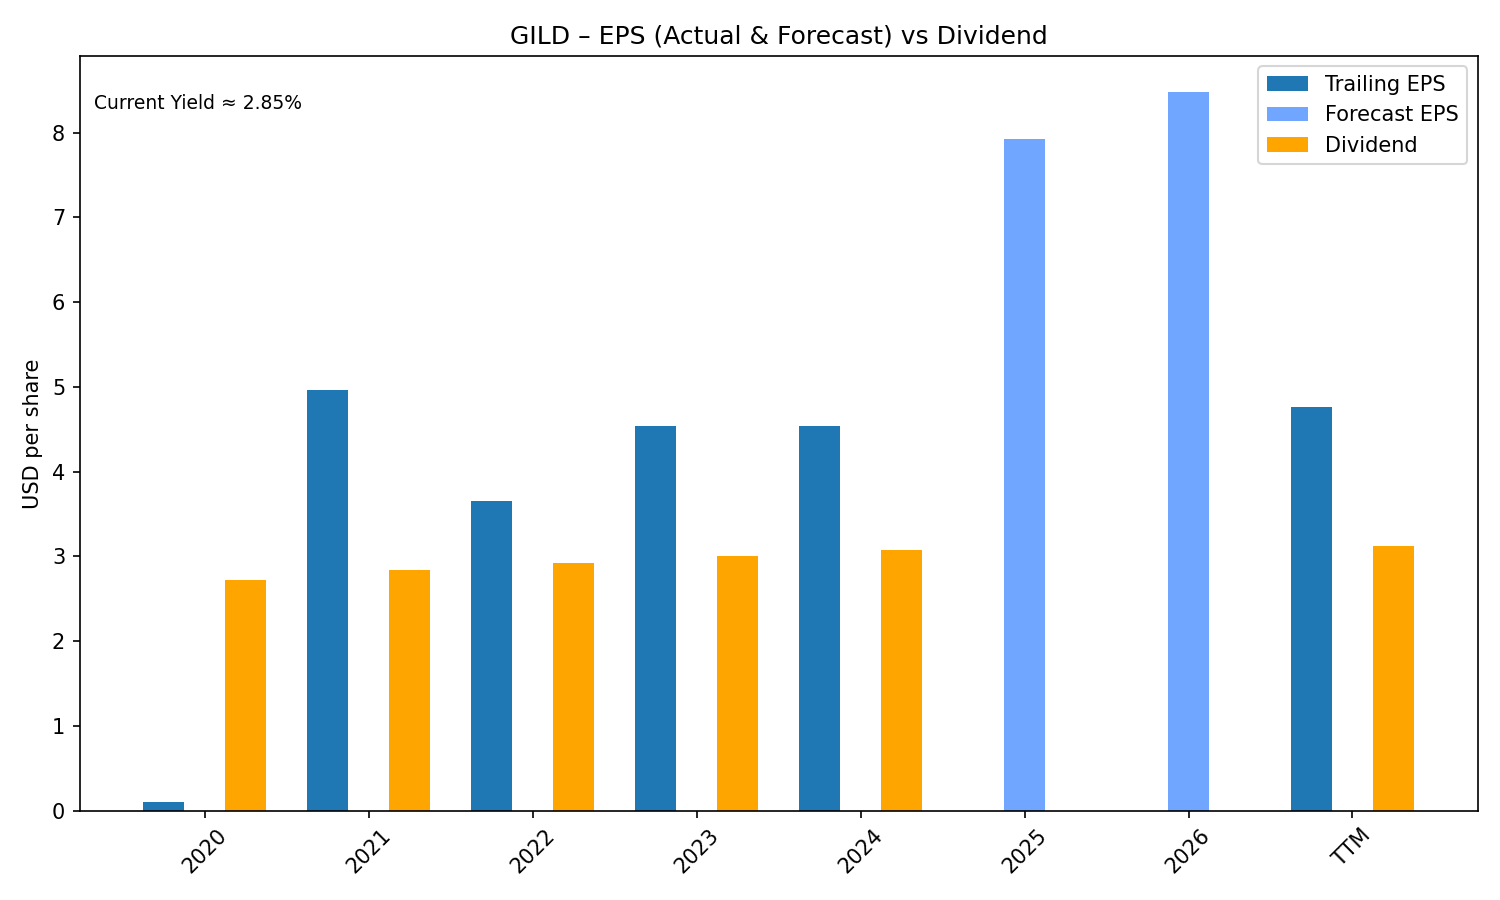 GILD – EPS (Actual & Forecast) vs Dividend
Current Yield ≈ 2.85%
Trailing EPS
Forecast EPS
Dividend
USD per share
8
7
6
5
4
3
2
1
0
2020
2021
2022
2023
2024
2025
2026
TTM